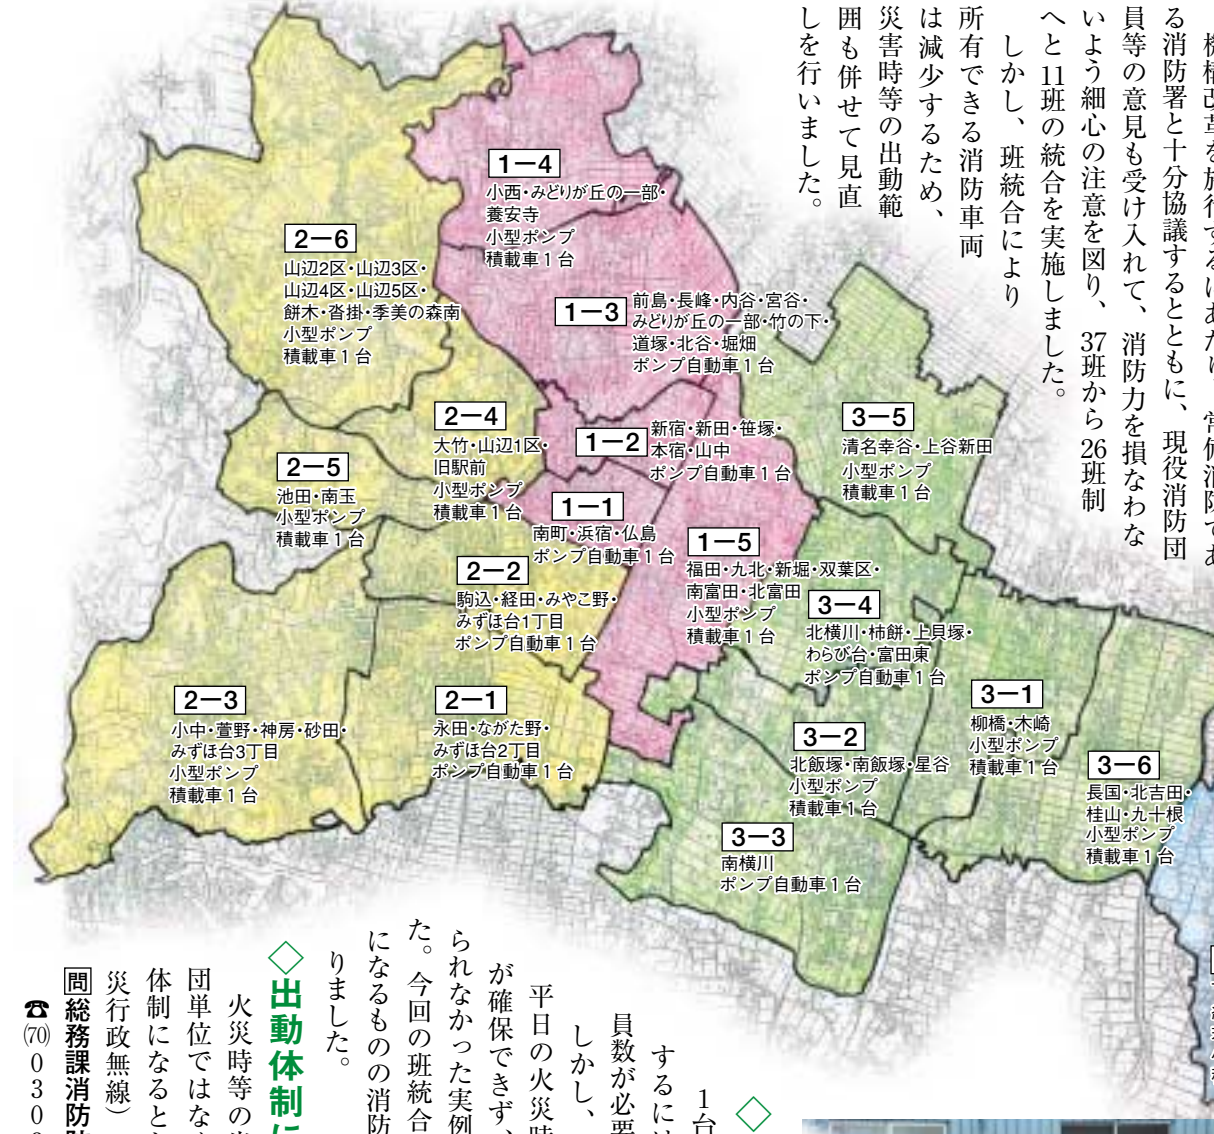 る消防署と十分協議するとともに、現役消防団
員等の意見も受け入れて、消防力を損なわな
いよう細心の注意を図り、37班から26班制
へと11班の統合を実施しました。
しかし、班統合により
所有できる消防車両
は減少するため、
災害時等の出動範
囲も併せて見直
しを行いました。
1－4
小西・みどりが丘の一部・
養安寺
小型ポンプ
積載車1台
2－6
山辺2区・山辺3区・
山辺4区・山辺5区・
餅木・沓掛・季美の森南
小型ポンプ
積載車1台
1－3
前島・長峰・内谷・宮谷・
みどりが丘の一部・竹の下・
道塚・北谷・堀畑
ポンプ自動車1台
2－4
大竹・山辺1区・
旧駅前
小型ポンプ
積載車1台
1－2
新宿・新田・笹塚・
本宿・山中
ポンプ自動車1台
3－5
清名幸谷・上谷新田
小型ポンプ
積載車1台
2－5
池田・南玉
小型ポンプ
積載車1台
1－1
南町・浜宿・仏島
ポンプ自動車1台
1－5
福田・九北・新堀・双葉区・
南富田・北富田
小型ポンプ
積載車1台
2－2
駒込・経田・みやこ野・
みずほ台1丁目
ポンプ自動車1台
3－4
北横川・柿餅・上貝塚・
わらび台・富田東
ポンプ自動車1台
2－3
小中・萱野・神房・砂田・
みずほ台3丁目
小型ポンプ
積載車1台
2－1
永田・ながた野・
みずほ台2丁目
ポンプ自動車1台
3－1
柳橋・木崎
小型ポンプ
積載車1台
3－2
北飯塚・南飯塚・星谷
小型ポンプ
積載車1台
3－6
長国・北吉田・
桂山・九十根
小型ポンプ
積載車1台
3－3
南横川
ポンプ自動車1台
◇
1台
するには
員数が必要
しかし、
平日の火災時
が確保できず、
られなかった実例
た。今回の班統合
になるものの消防
りました。
◇出動体制に
火災時等の出
団単位ではな
体制になると
災行政無線）
問総務課消防防
☎(70)030